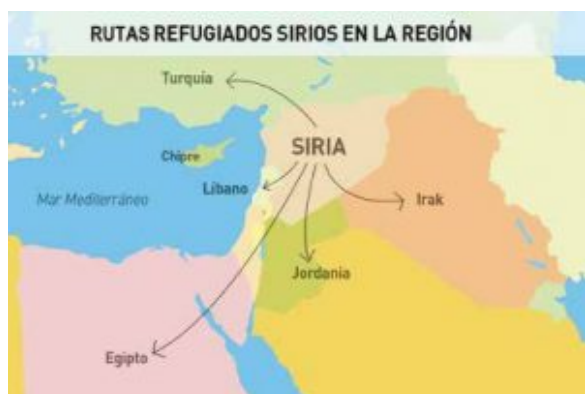 RUTAS REFUGIADOS SIRIOS EN LA REGIÓN
Turquía
SIRIA
Chipre
Líbano
Mar Mediterráneo
Irak
Jordania
Egipto